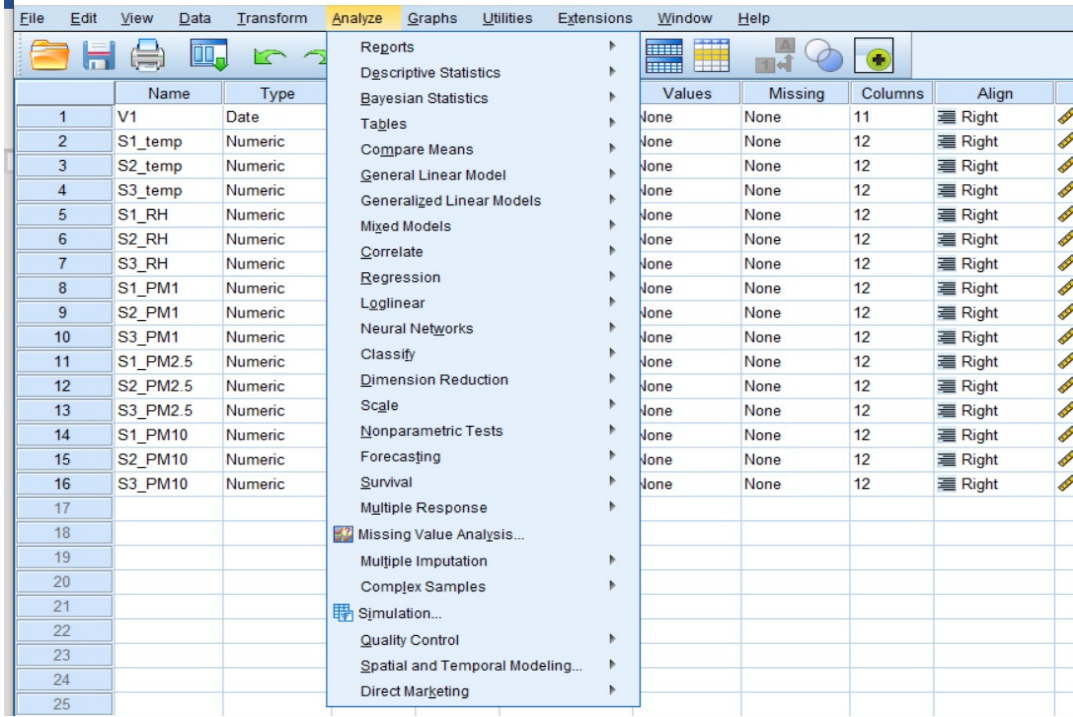 File Edit View Data Transform Analyze Graphs Utilities Extensions Window Help
Reports
Descriptive Statistics
Bayesian Statistics
Tables
Compare Means
General Linear Model
Generalized Linear Models
Mixed Models
Correlate
Regression
Loglinear
Neural Networks
Classify
Dimension Reduction
Scale
Nonparametric Tests
Forecasting
Survival
Multiple Response
Missing Value Analysis...
Multiple Imputation
Complex Samples
Simulation...
Quality Control
Spatial and Temporal Modeling...
Direct Marketing
A
1
Name Type Values Missing Columns Align
1 V1 Date None None 11 Right
2 S1_temp Numeric None None 12 Right
3 S2_temp Numeric None None 12 Right
4 S3_temp Numeric None None 12 Right
5 S1_RH Numeric None None 12 Right
6 S2_RH Numeric None None 12 Right
7 S3_RH Numeric None None 12 Right
8 S1_PM1 Numeric None None 12 Right
9 S2_PM1 Numeric None None 12 Right
10 S3_PM1 Numeric None None 12 Right
11 S1_PM2.5 Numeric None None 12 Right
12 S2_PM2.5 Numeric None None 12 Right
13 S3_PM2.5 Numeric None None 12 Right
14 S1_PM10 Numeric None None 12 Right
15 S2_PM10 Numeric None None 12 Right
16 S3_PM10 Numeric None None 12 Right
17
18
19
20
21
22
23
24
25